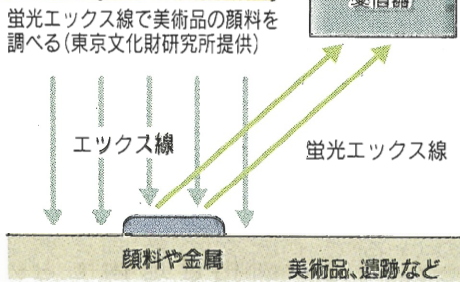 蛍光エックス線で美術品の顔料を
調べる(東京文化財研究所提供)
エックス線
蛍光エックス線
顔料や金属
美術品、遺跡など